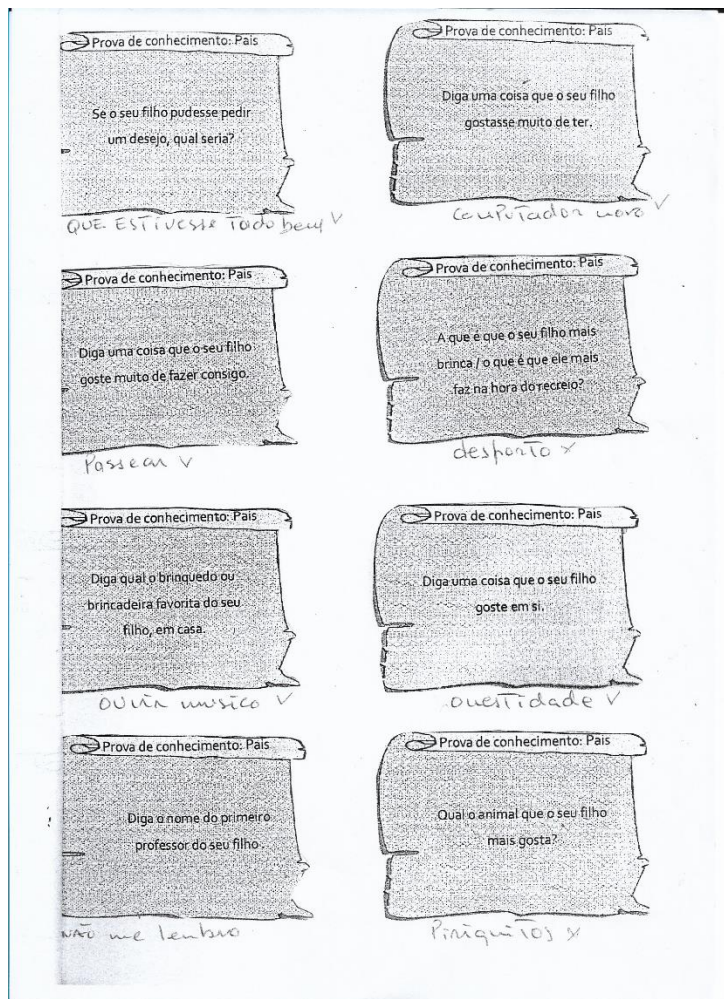 Prova de conhecimento: Pais
Se o seu filho pudesse pedir
um desejo, qual seria?
QUE ESTIVESSE Todo bem V
Prova de conhecimento: Pais
Diga uma coisa que o seu filho
gostasse muito de ter.
computador novo V
Prova de conhecimento: Pais
Diga uma coisa que o seu filho
goste muito de fazer consigo.
Passear V
Prova de conhecimento: Pais
A que é que o seu filho mais
brinca / o que é que ele mais
faz na hora do recreio?
desporto x
Prova de conhecimento: Pais
Diga qual o brinquedo ou
brincadeira favorita do seu
filho, em casa.
OUVIR musico V
Prova de conhecimento: Pais
Diga uma coisa que o seu filho
goste em si.
onestidade V
Prova de conhecimento: Pais
Diga o nome do primeiro
professor do seu filho.
NÃO me lembro
Prova de conhecimento: Pais
Qual o animal que o seu filho
mais gosta?
Piriquitos x